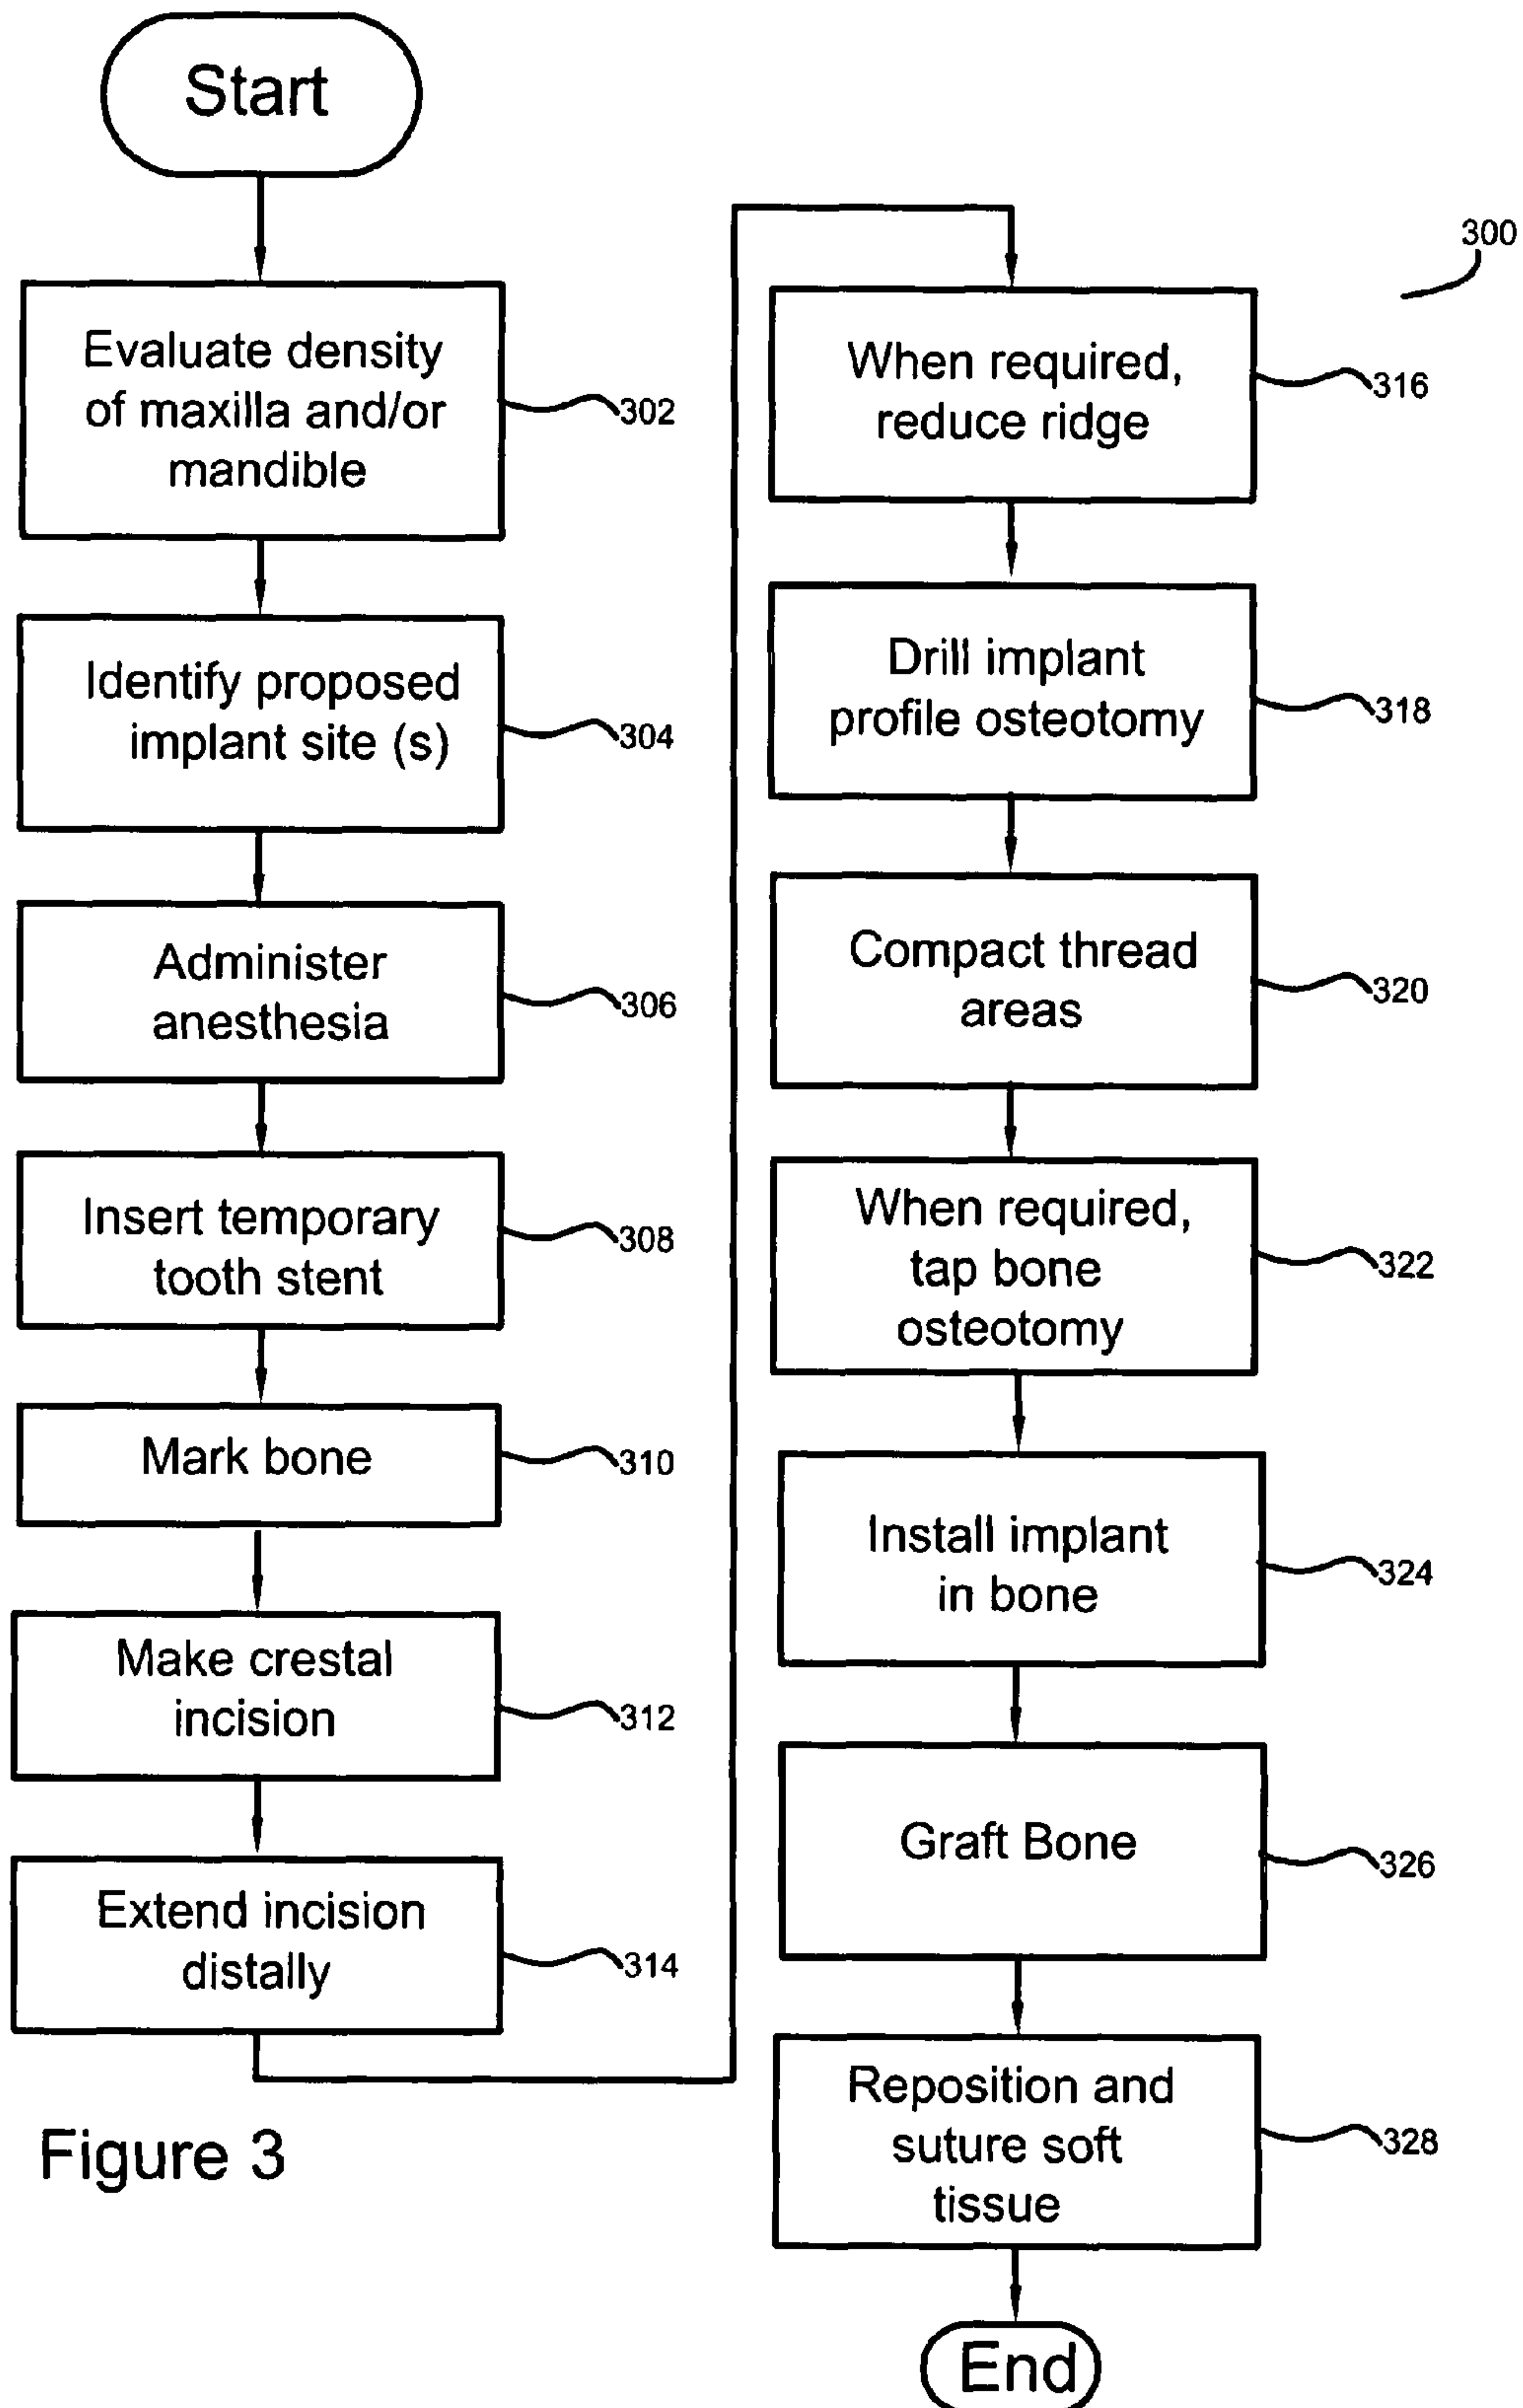 Start
Evaluate density
of maxilla and/or
mandible
302
Identify proposed
implant site (s)
304
Administer
anesthesia
306
Insert temporary
tooth stent
308
Mark bone
310
Make crestal
incision
312
Extend incision
distally
314
300
When required,
reduce ridge
316
Drill implant
profile osteotomy
318
Compact thread
areas
320
When required,
tap bone
osteotomy
322
Install implant
in bone
324
Graft Bone
326
Reposition and
suture soft
tissue
328
End
Figure 3